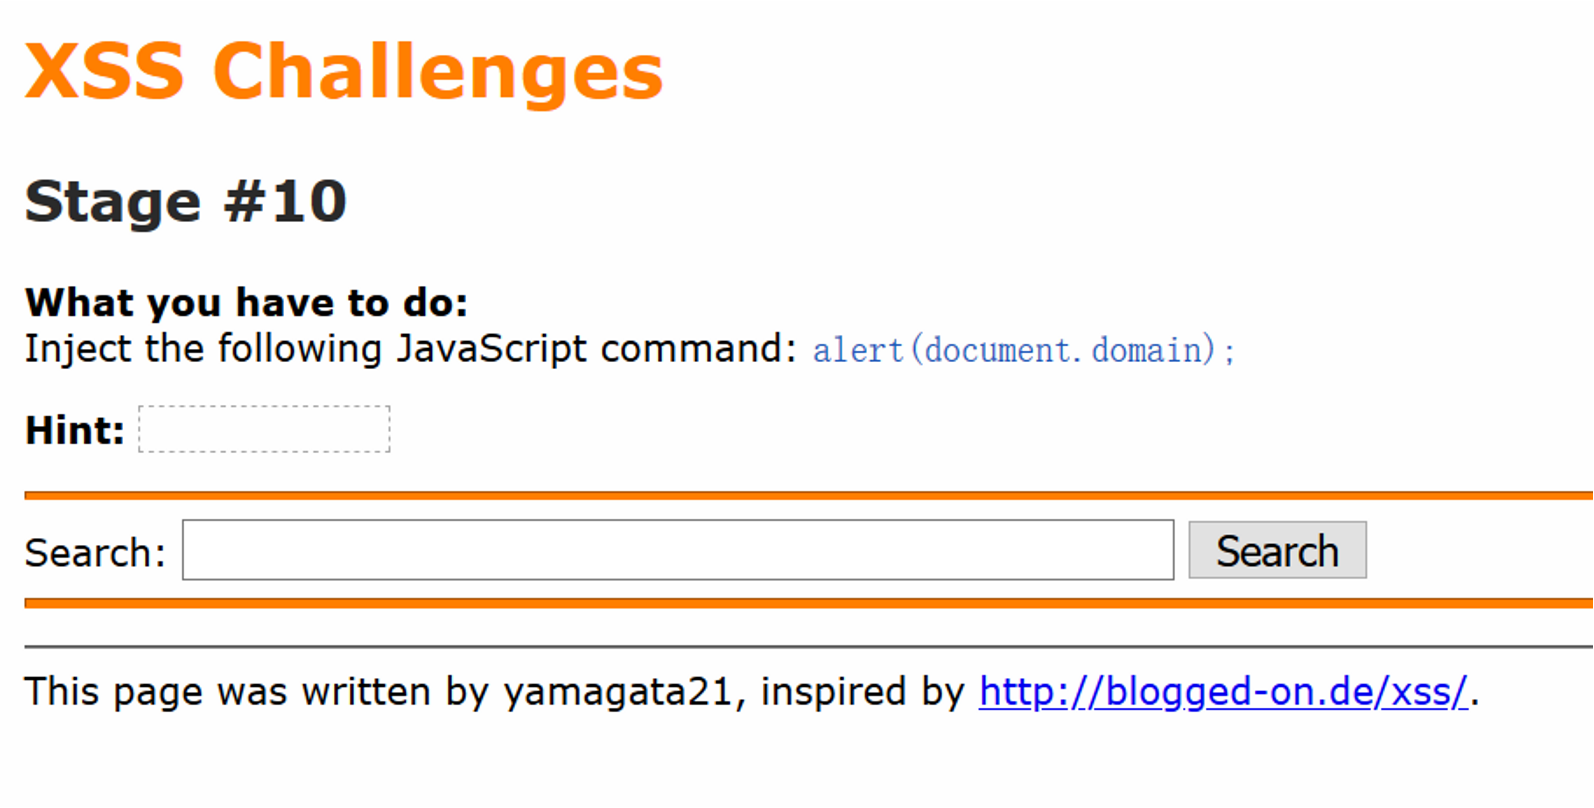 XSS Challenges
Stage #10
What you have to do:
Inject the following JavaScript command: alert(document.domain);
Hint:
Search: Search
This page was written by yamagata21, inspired by http://blogged-on.de/xss/.